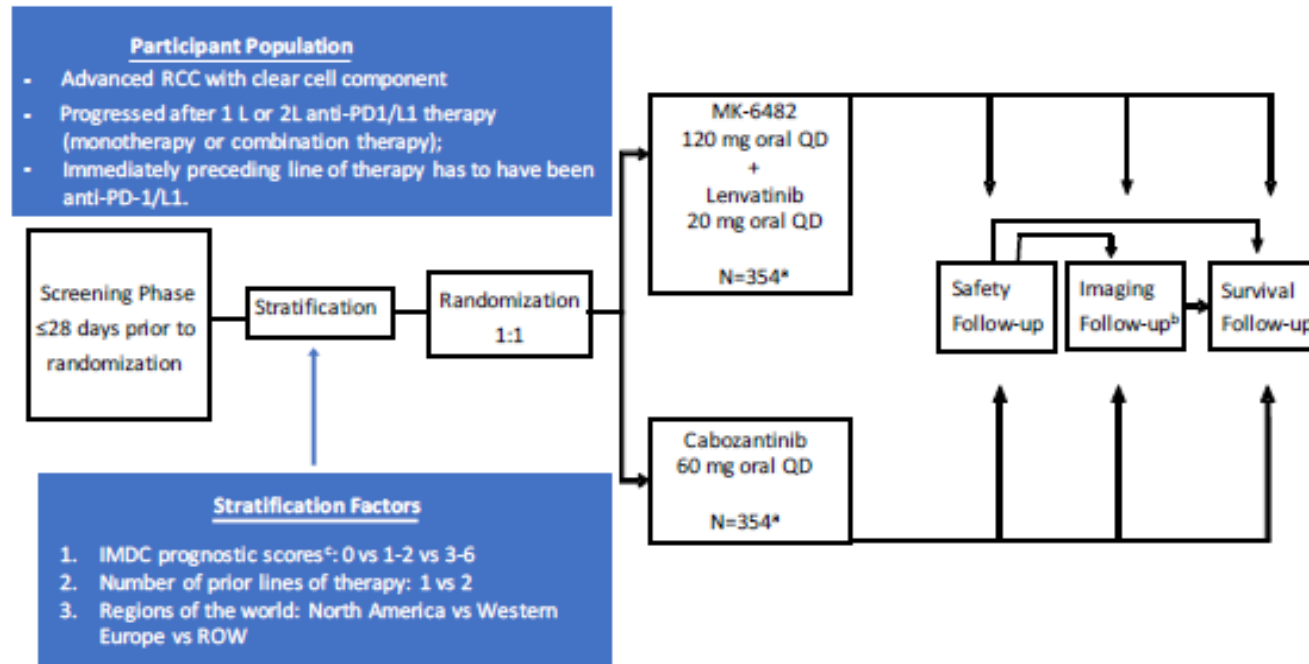 Participant Population
- Advanced RCC with clear cell component
- Progressed after 1 L or 2L anti-PD1/L1 therapy
(monotherapy or combination therapy);
- Immediately preceding line of therapy has to have been
anti-PD-1/L1.
Screening Phase
≤28 days prior to
randomization
Stratification
Randomization
1:1
MK-6482
120 mg oral QD
+
Lenvatinib
20 mg oral QD
N=354ª
Cabozantinib
60 mg oral QD
N=354ª
Safety
Follow-up
Imaging
Follow-upᵇ
Survival
Follow-up
Stratification Factors
1. IMDC prognostic scoresᶜ: 0 vs 1-2 vs 3-6
2. Number of prior lines of therapy: 1 vs 2
3. Regions of the world: North America vs Western
Europe vs ROW